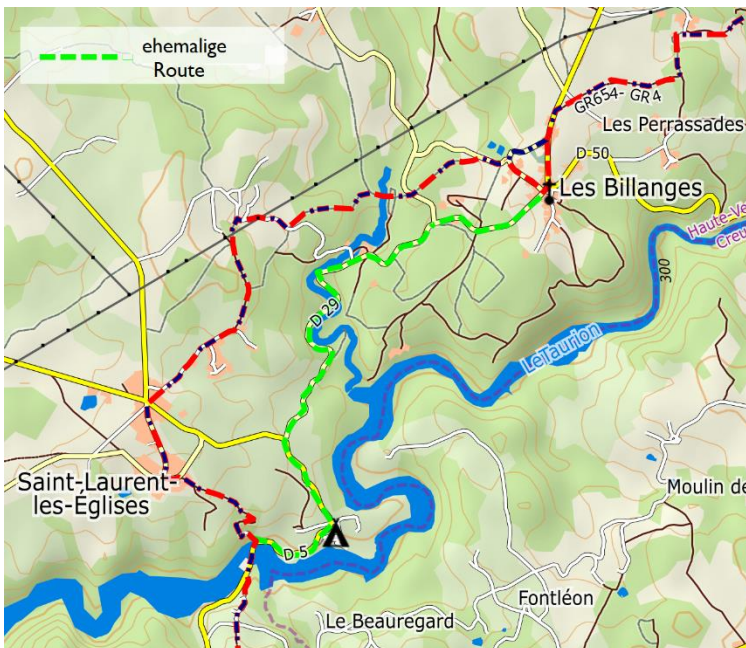 ehemalige
Route
GR654- GR4
Les Perrassades
D 50
Les Billanges
Haute-Ve
Creu
300
D 29
Le Taurion
Saint-Laurent-
les-Églises
Moulin de
D 5
Fontléon
Le Beauregard